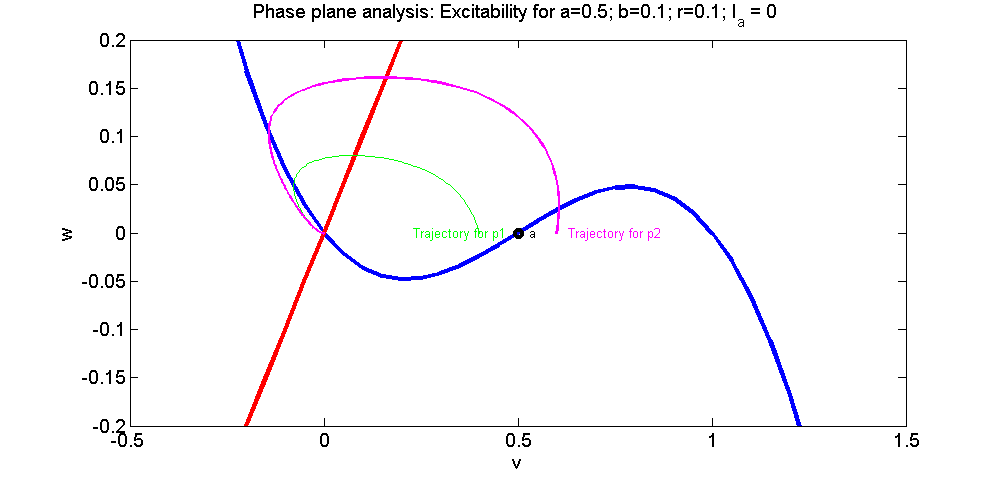 Phase plane analysis: Excitability for a=0.5; b=0.1; r=0.1; I_a = 0
0.2
0.15
0.1
0.05
0
-0.05
-0.1
-0.15
-0.2
w
Trajectory for p1
a
Trajectory for p2
-0.5
0
0.5
1
1.5
v